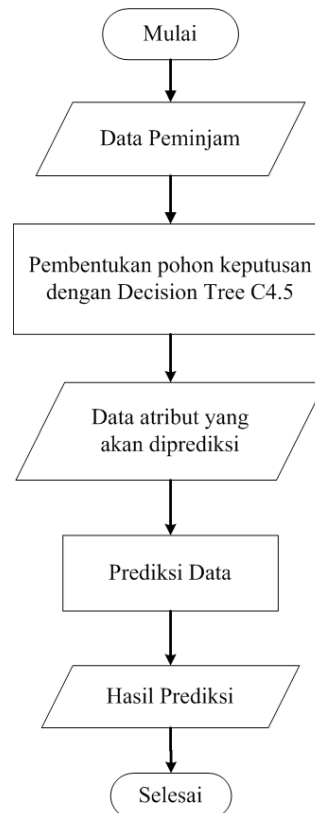 Mulai
Data Peminjam
Pembentukan pohon keputusan
dengan Decision Tree C4.5
Data atribut yang
akan diprediksi
Prediksi Data
Hasil Prediksi
Selesai